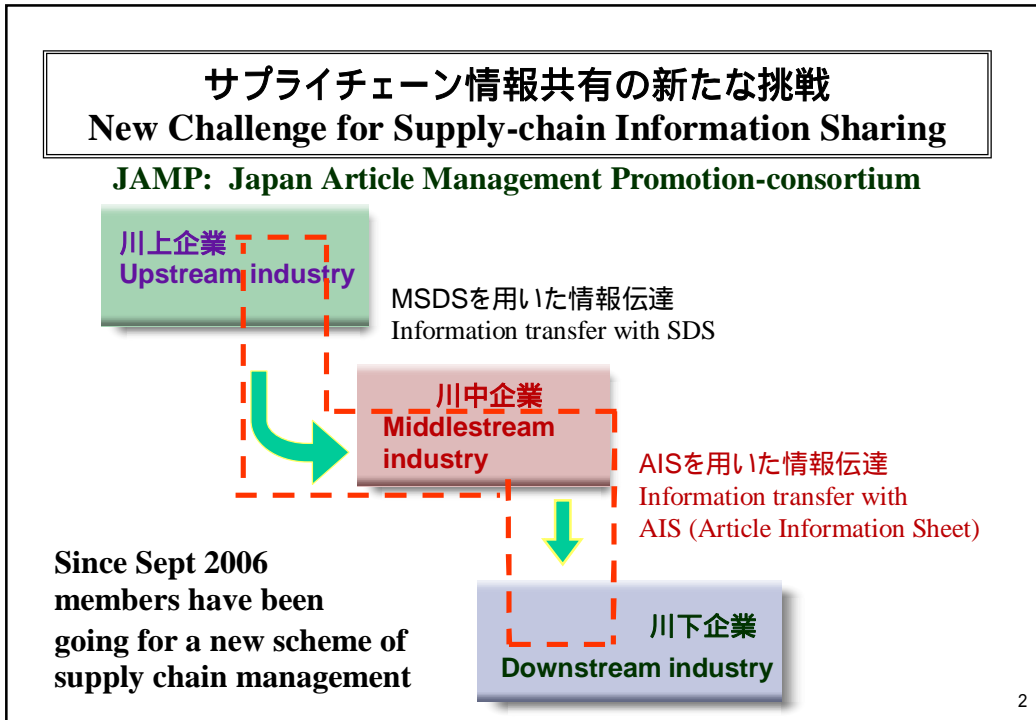 サプライチェーン情報共有の新たな挑戦
New Challenge for Supply-chain Information Sharing
JAMP: Japan Article Management Promotion-consortium
川上企業
Upstream industry
MSDSを用いた情報伝達
Information transfer with SDS
川中企業
Middlestream
industry
AISを用いた情報伝達
Information transfer with
AIS (Article Information Sheet)
Since Sept 2006
members have been
going for a new scheme of
supply chain management
川下企業
Downstream industry
2